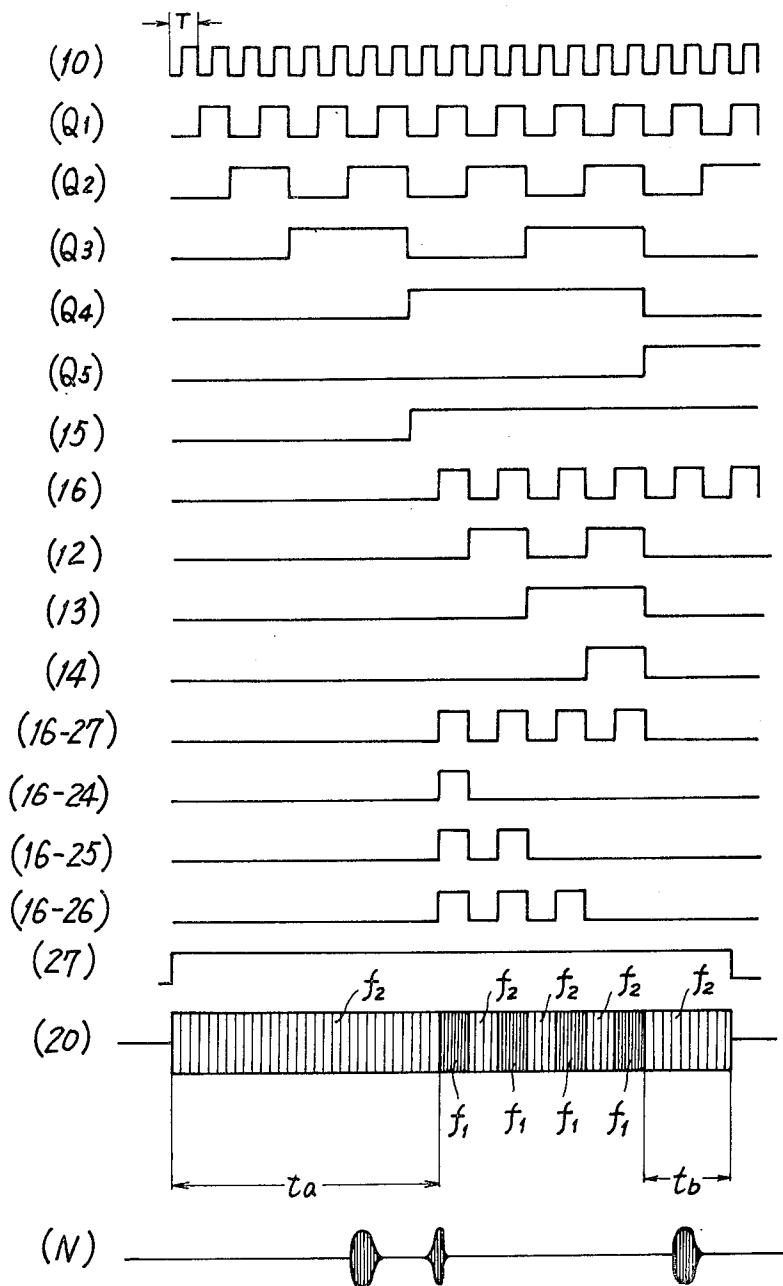 T
(10)
(Q1)
(Q2)
(Q3)
(Q4)
(Q5)
(15)
(16)
(12)
(13)
(14)
(16-27)
(16-24)
(16-25)
(16-26)
(27)
f2 f2 f2 f2 f2
(20)
f1 f1 f1 f1
ta tb
(N)